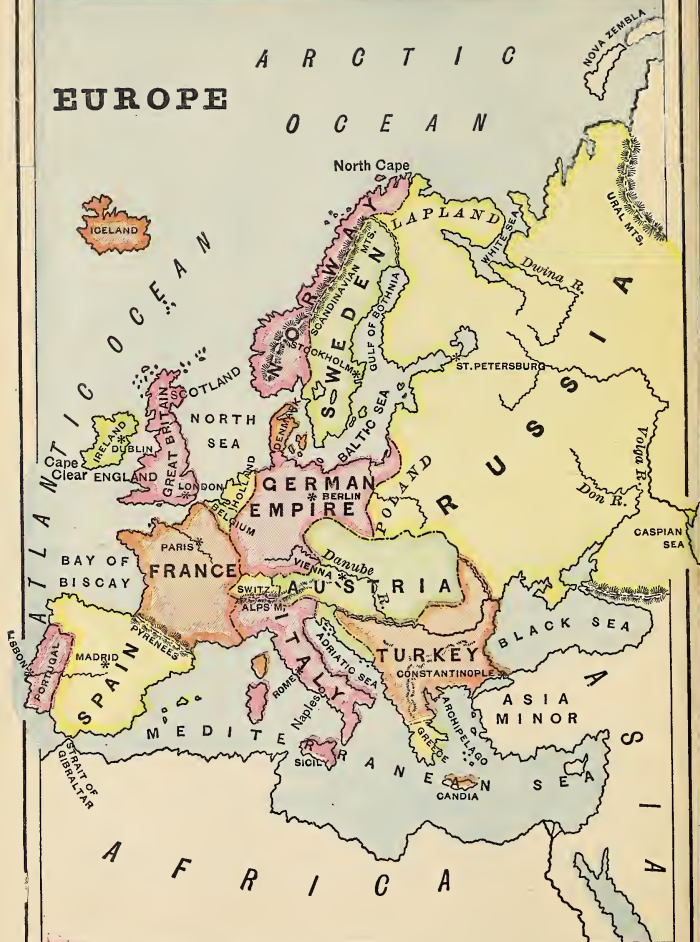 ARCTIC
OCEAN
EUROPE
NOVA ZEMBLA
North Cape
ICELAND
LAPLAND
WHITE SEA
URAL MTS.
Dwina R.
ATLANTIC OCEAN
NORWAY
SCANDINAVIAN MTS.
SWEDEN
GULF OF BOTHNIA
STOCKHOLM
ST. PETERSBURG
RUSSIA
SCOTLAND
NORTH
SEA
DENMARK
BALTIC SEA
IRELAND
DUBLIN
GREAT BRITAIN
Cape
Clear
ENGLAND
LONDON
HOLLAND
BELGIUM
GERMAN
EMPIRE
BERLIN
POLAND
Volga R.
Don R.
CASPIAN
SEA
PARIS
FRANCE
BAY OF
BISCAY
SWITZ.
ALPS M.
VIENNA
Danube
R.
AUSTRIA
BLACK SEA
ITALY
ADRIATIC SEA
TURKEY
CONSTANTINOPLE
LISBON
PORTUGAL
MADRID
SPAIN
PYRENEES
ROME
Naples
GREECE
ARCHIPELAGO
ASIA
MINOR
MEDITERRANEAN SEA
SICILY
CANDIA
STRAIT OF
GIBRALTAR
ASIA
AFRICA